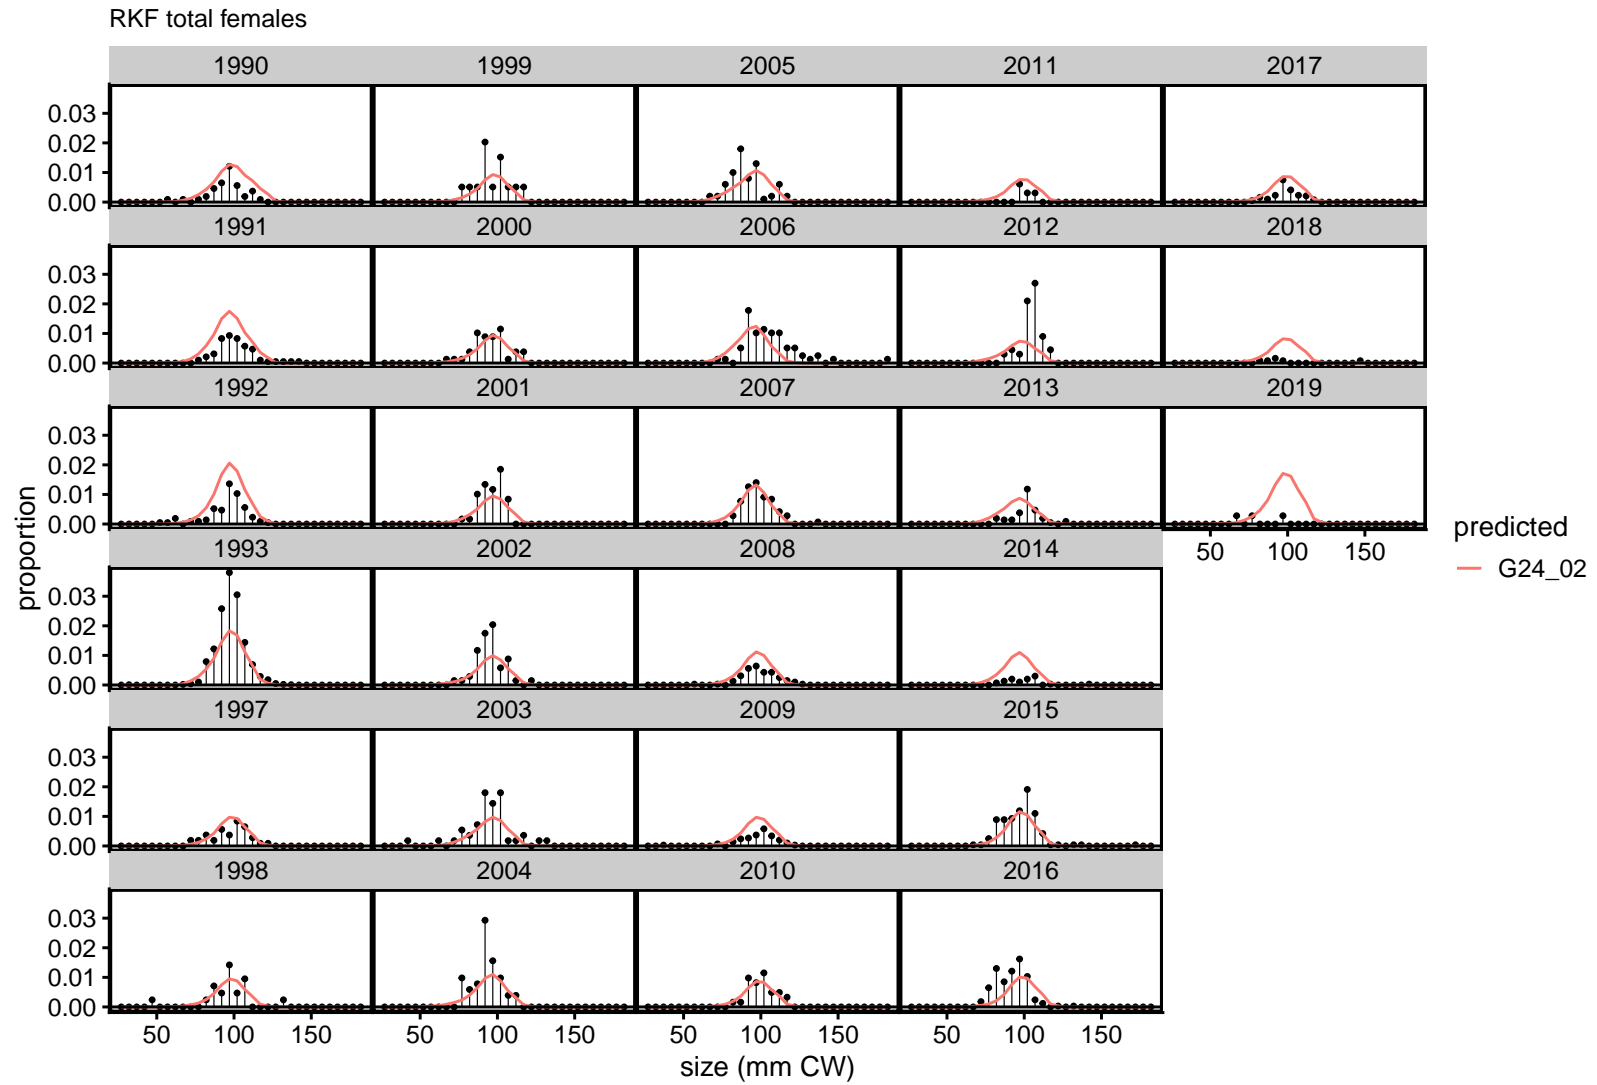 RKF total females
1990 1999 2005 2011 2017
0.03
0.02
0.01
0.00
1991 2000 2006 2012 2018
0.03
0.02
0.01
0.00
1992 2001 2007 2013 2019
0.03
0.02
0.01
0.00
50 100 150
1993 2002 2008 2014
0.03
0.02
0.01
0.00
1997 2003 2009 2015
0.03
0.02
0.01
0.00
1998 2004 2010 2016
0.03
0.02
0.01
0.00
50 100 150 50 100 150 50 100 150 50 100 150
size (mm CW)
proportion
predicted
G24_02